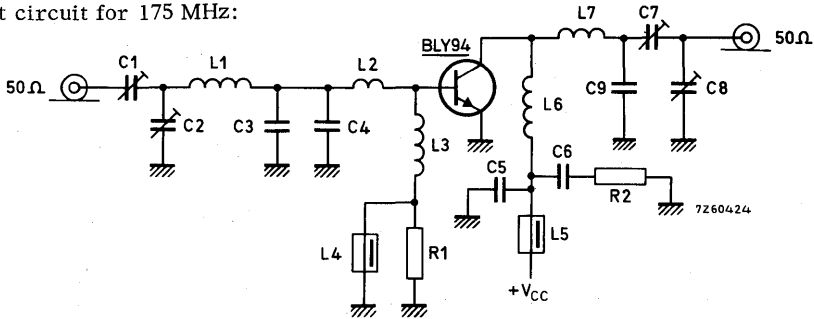 t circuit for 175 MHz:
50Ω
C1
L1
L2
BLY94
L7
C7
50Ω
C2
C3
C4
L3
L6
C9
C8
C5
C6
R2
7Z60424
L4
R1
L5
+VCC